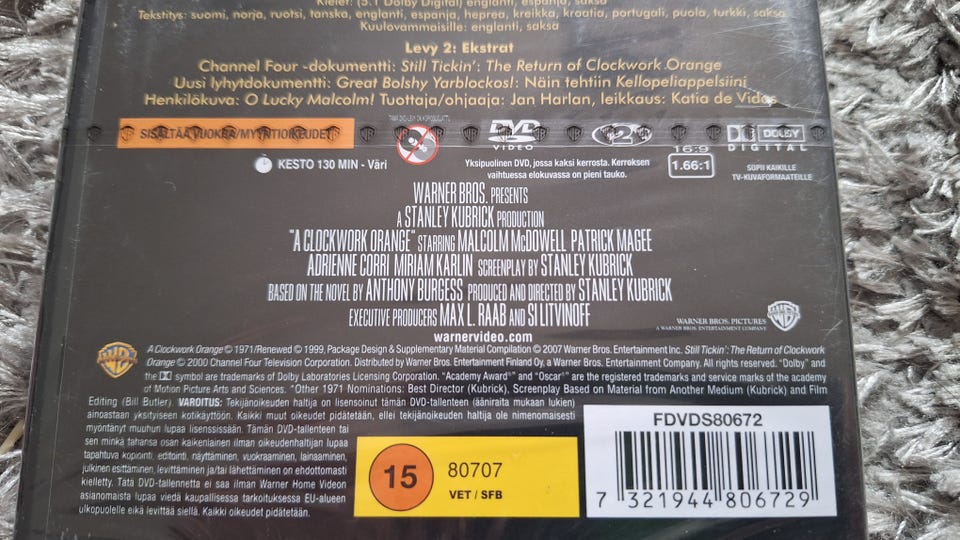 Kielet: (5.1 Dolby Digital) englanti, espanja, saksa
Tekstitys: suomi, norja, ruotsi, tanska, englanti, espanja, heprea, kreikka, kroatia, portugali, puola, turkki, saksa
Kuulovammaisille: englanti, saksa
Levy 2: Ekstrat
Channel Four -dokumentti: Still Tickin': The Return of Clockwork Orange
Uusi lyhytdokumentti: Great Bolshy Yarblockos!: Näin tehtiin Kellopeliappelsiini
Henkilökuva: O Lucky Malcolm! Tuottaja/ohjaaja: Jan Harlan, leikkaus: Katia de Vidas
TÄMÄ DVD-LEVY ON KOPIOSUOJATTU
SISÄLTÄÄ VUOKRA/MYYNTIOIKEUDET
DVD VIDEO
2
16:9
1.66:1
DOLBY DIGITAL
KESTO 130 MIN - Väri
Yksipuolinen DVD, jossa kaksi kerrosta. Kerroksen
vaihtuessa elokuvassa on pieni tauko.
SOPII KAIKILLE
TV-KUVAFORMAATEILLE
WARNER BROS. PRESENTS
A STANLEY KUBRICK PRODUCTION
"A CLOCKWORK ORANGE" STARRING MALCOLM McDOWELL PATRICK MAGEE
ADRIENNE CORRI MIRIAM KARLIN SCREENPLAY BY STANLEY KUBRICK
BASED ON THE NOVEL BY ANTHONY BURGESS PRODUCED AND DIRECTED BY STANLEY KUBRICK
EXECUTIVE PRODUCERS MAX L. RAAB AND SI LITVINOFF
WARNER BROS. PICTURES
A WARNER BROS. ENTERTAINMENT COMPANY
warnervideo.com
A Clockwork Orange © 1971/Renewed © 1999, Package Design & Supplementary Material Compilation © 2007 Warner Bros. Entertainment Inc. Still Tickin': The Return of Clockwork
Orange © 2000 Channel Four Television Corporation. Distributed by Warner Bros. Entertainment Finland Oy, a Warner Bros. Entertainment Company. All rights reserved. "Dolby" and
the DD symbol are trademarks of Dolby Laboratories Licensing Corporation. "Academy Award®" and "Oscar®" are the registered trademarks and service marks of the academy
of Motion Picture Arts and Sciences. *Other 1971 Nominations: Best Director (Kubrick), Screenplay Based on Material from Another Medium (Kubrick) and Film
Editing (Bill Butler). VAROITUS: Tekijänoikeuden haltija on lisensoinut tämän DVD-tallenteen (ääniraita mukaan lukien)
ainoastaan yksityiseen kotikäyttöön. Kaikki muut oikeudet pidätetään, ellei tekijänoikeuden haltija ole nimenomaisesti
myöntänyt muuhun lupaa lisenssissään. Tämän DVD-tallenteen tai
sen minkä tahansa osan kaikenlainen ilman oikeudenhaltijan lupaa
tapahtuva kopiointi, editointi, näyttäminen, vuokraaminen, lainaaminen,
julkinen esittäminen, levittäminen ja/tai lähettäminen on ehdottomasti
kielletty. Tätä DVD-tallennetta ei saa ilman Warner Home Videon
asianomaista lupaa viedä kaupallisessa tarkoituksessa EU-alueen
ulkopuolelle eikä levittää siellä. Kaikki oikeudet pidätetään.
15
80707
VET / SFB
FDVDS80672
7 321944 806729